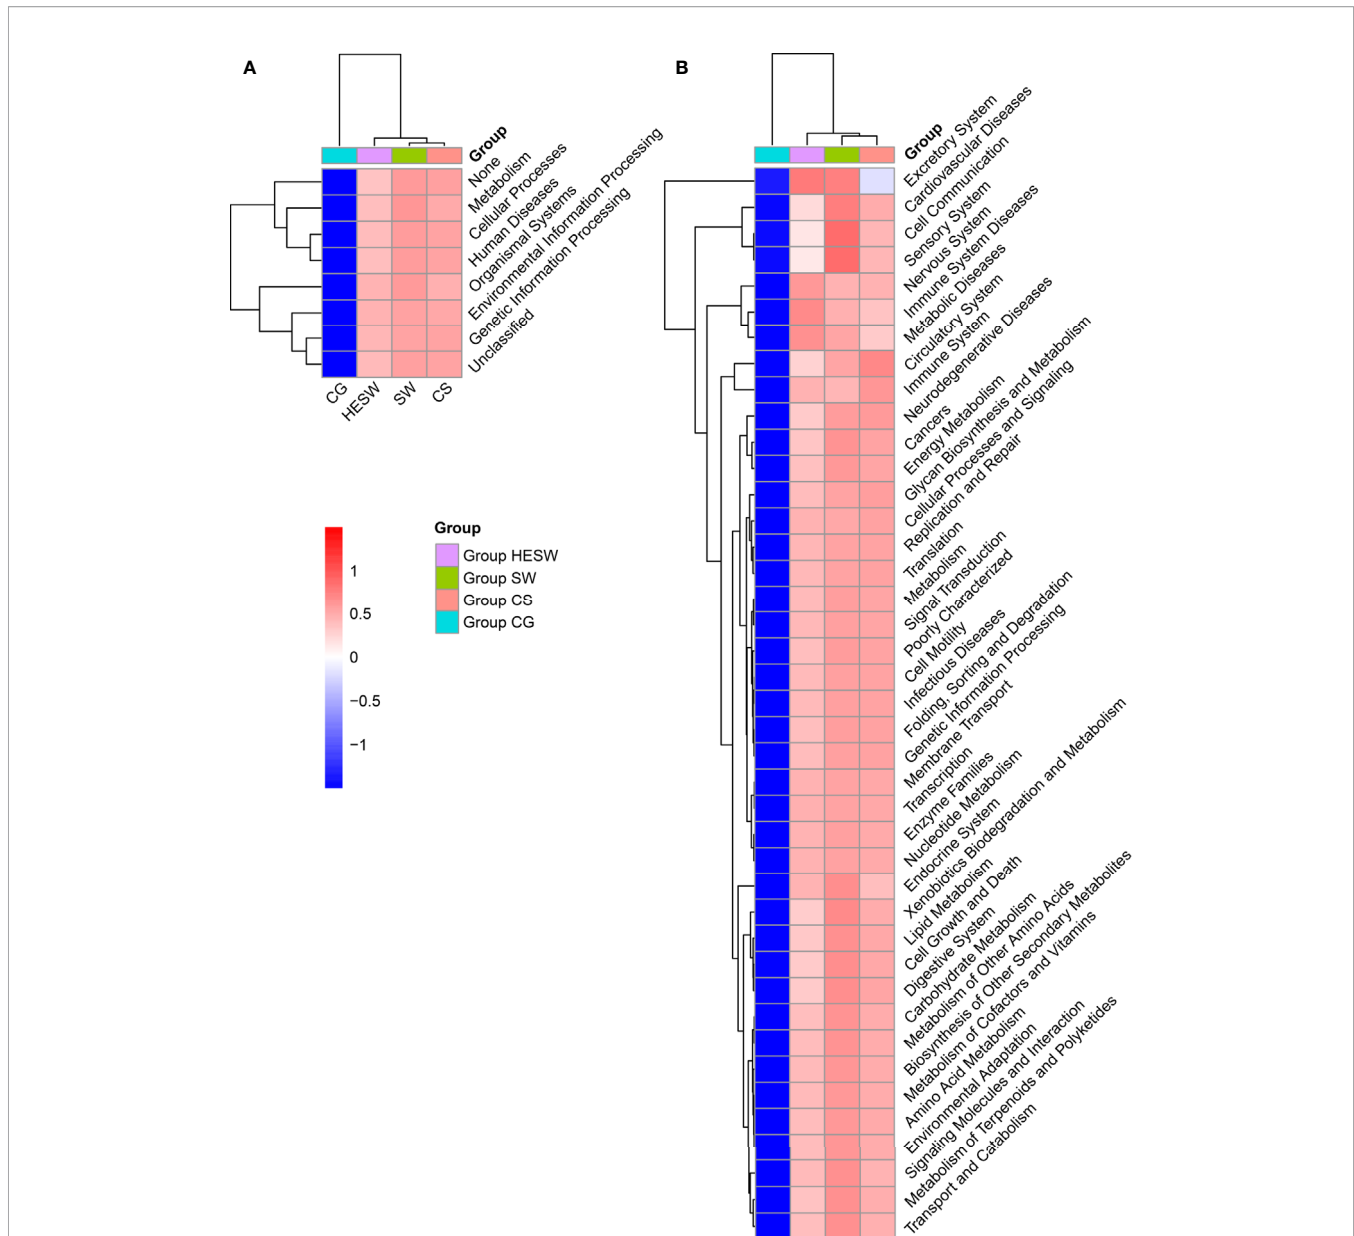 A
Group
None
Metabolism
Cellular Processes
Human Diseases
Organismal Systems
Environmental Information Processing
Genetic Information Processing
Unclassified
CG
HESW
SW
CS
1
0.5
0
−0.5
−1
Group
Group HESW
Group SW
Group CS
Group CG
B
Group
Excretory System
Cardiovascular Diseases
Cell Communication
Sensory System
Nervous System
Immune System Diseases
Metabolic Diseases
Circulatory System
Immune System
Neurodegenerative Diseases
Cancers
Energy Metabolism
Glycan Biosynthesis and Metabolism
Cellular Processes and Signaling
Replication and Repair
Translation
Metabolism
Signal Transduction
Poorly Characterized
Cell Motility
Infectious Diseases
Folding, Sorting and Degradation
Genetic Information Processing
Membrane Transport
Transcription
Enzyme Families
Nucleotide Metabolism
Endocrine System
Xenobiotics Biodegradation and Metabolism
Lipid Metabolism
Cell Growth and Death
Digestive System
Carbohydrate Metabolism
Metabolism of Other Amino Acids
Biosynthesis of Other Secondary Metabolites
Metabolism of Cofactors and Vitamins
Amino Acid Metabolism
Environmental Adaptation
Signaling Molecules and Interaction
Metabolism of Terpenoids and Polyketides
Transport and Catabolism